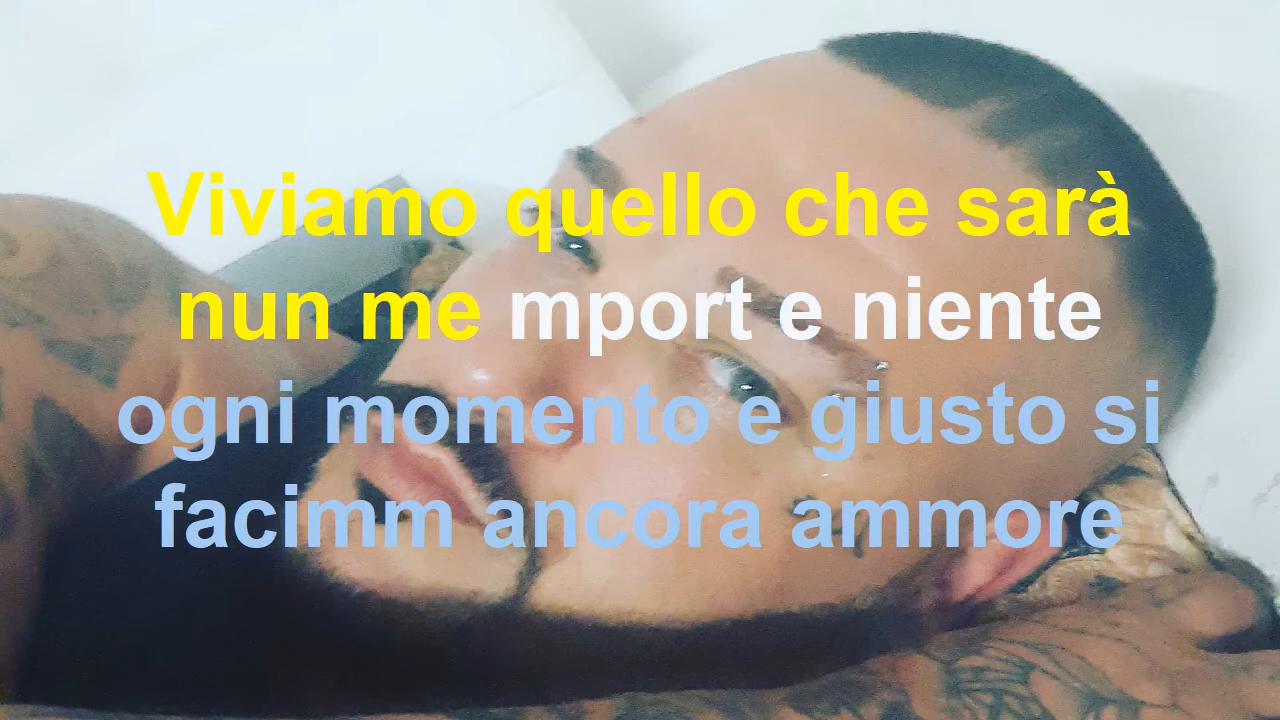 Viviamo quello che sarà
nun me mport e niente
ogni momento e giusto si
facimm ancora ammore